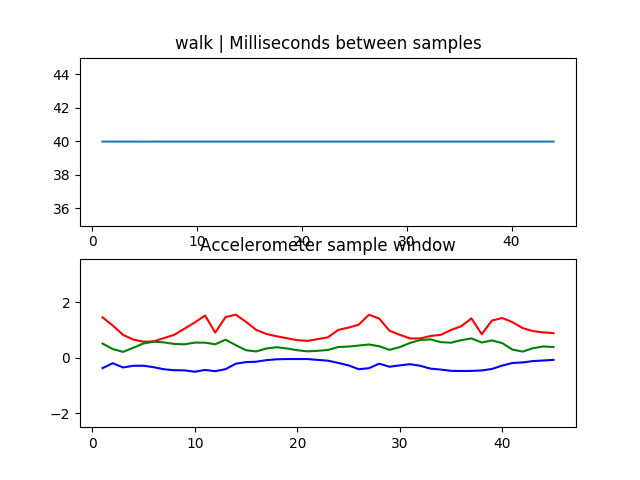 walk | Milliseconds between samples
44
42
40
38
36
0 10 20 30 40
Accelerometer sample window
2
0
−2
0 10 20 30 40